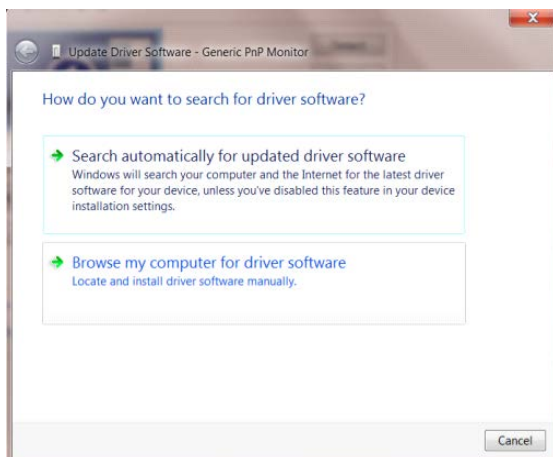 Update Driver Software - Generic PnP Monitor
How do you want to search for driver software?
Search automatically for updated driver software
Windows will search your computer and the Internet for the latest driver
software for your device, unless you've disabled this feature in your device
installation settings.
Browse my computer for driver software
Locate and install driver software manually.
Cancel